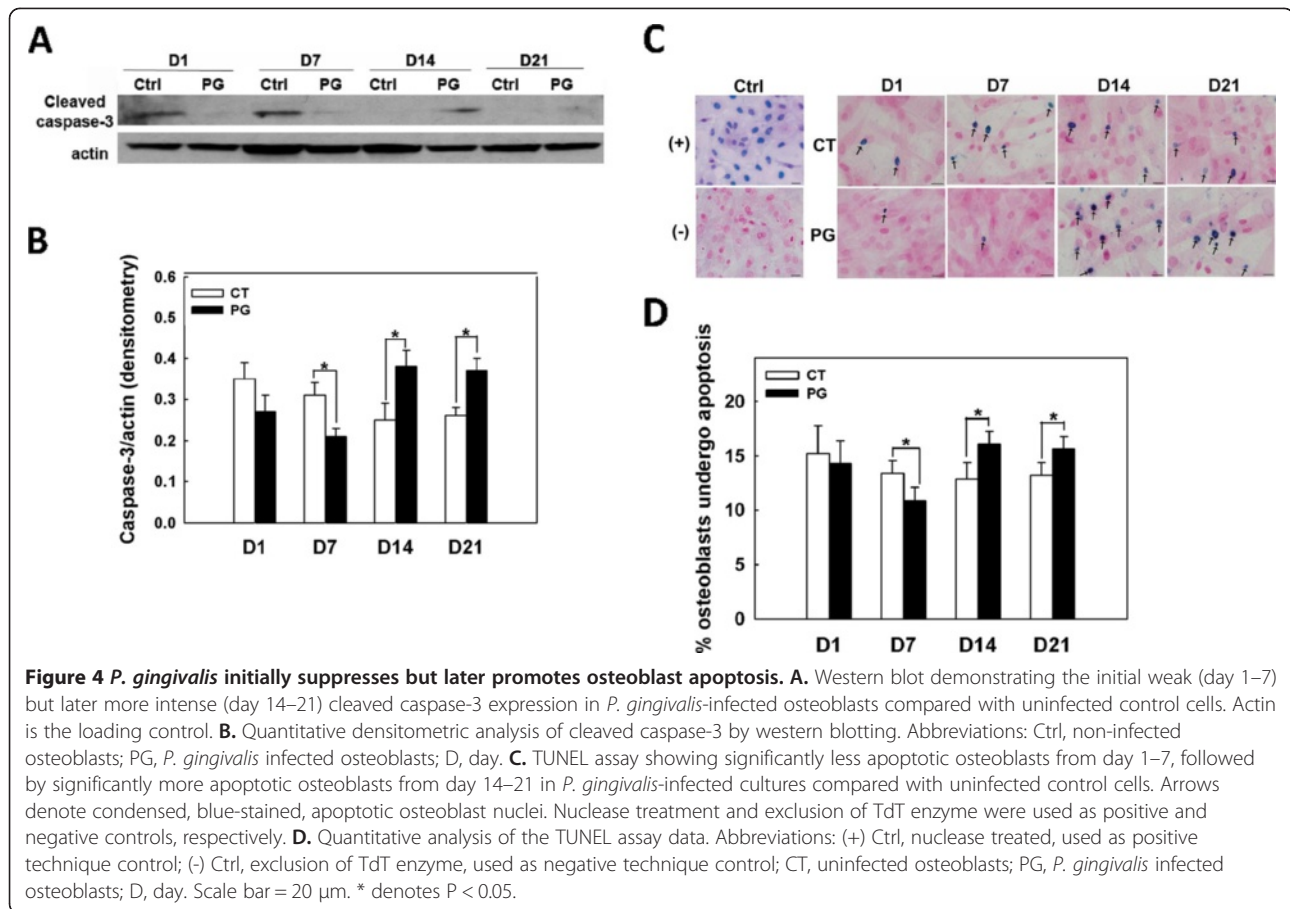 A
D1 D7 D14 D21
Ctrl PG Ctrl PG Ctrl PG Ctrl PG
Cleaved
caspase-3
actin
B
Caspase-3/actin (densitometry)
0.6
0.5
0.4
0.3
0.2
0.1
0.0
CT
PG
*
*
*
D1 D7 D14 D21
C
Ctrl D1 D7 D14 D21
(+) CT
(-) PG
D
% osteoblasts undergo apoptosis
20
15
10
5
0
CT
PG
*
*
*
D1 D7 D14 D21
Figure 4 P. gingivalis initially suppresses but later promotes osteoblast apoptosis. A. Western blot demonstrating the initial weak (day 1–7)
but later more intense (day 14–21) cleaved caspase-3 expression in P. gingivalis-infected osteoblasts compared with uninfected control cells. Actin
is the loading control. B. Quantitative densitometric analysis of cleaved caspase-3 by western blotting. Abbreviations: Ctrl, non-infected
osteoblasts; PG, P. gingivalis infected osteoblasts; D, day. C. TUNEL assay showing significantly less apoptotic osteoblasts from day 1–7, followed
by significantly more apoptotic osteoblasts from day 14–21 in P. gingivalis-infected cultures compared with uninfected control cells. Arrows
denote condensed, blue-stained, apoptotic osteoblast nuclei. Nuclease treatment and exclusion of TdT enzyme were used as positive and
negative controls, respectively. D. Quantitative analysis of the TUNEL assay data. Abbreviations: (+) Ctrl, nuclease treated, used as positive
technique control; (-) Ctrl, exclusion of TdT enzyme, used as negative technique control; CT, uninfected osteoblasts; PG, P. gingivalis infected
osteoblasts; D, day. Scale bar = 20 μm. * denotes P < 0.05.